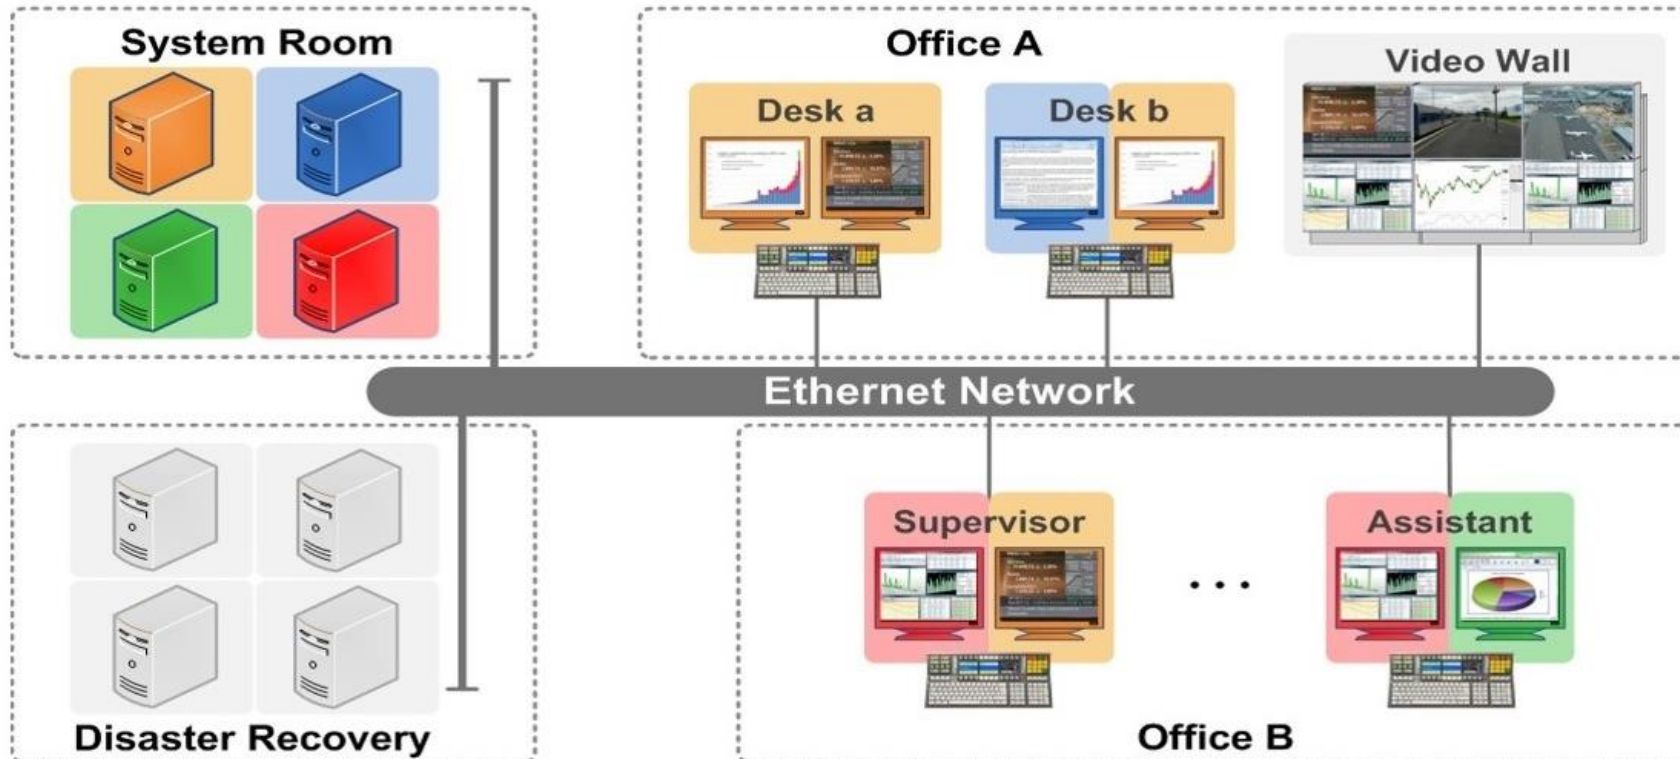 System Room
Office A
Desk a
Desk b
Video Wall
Ethernet Network
Supervisor
Assistant
. . .
Disaster Recovery
Office B